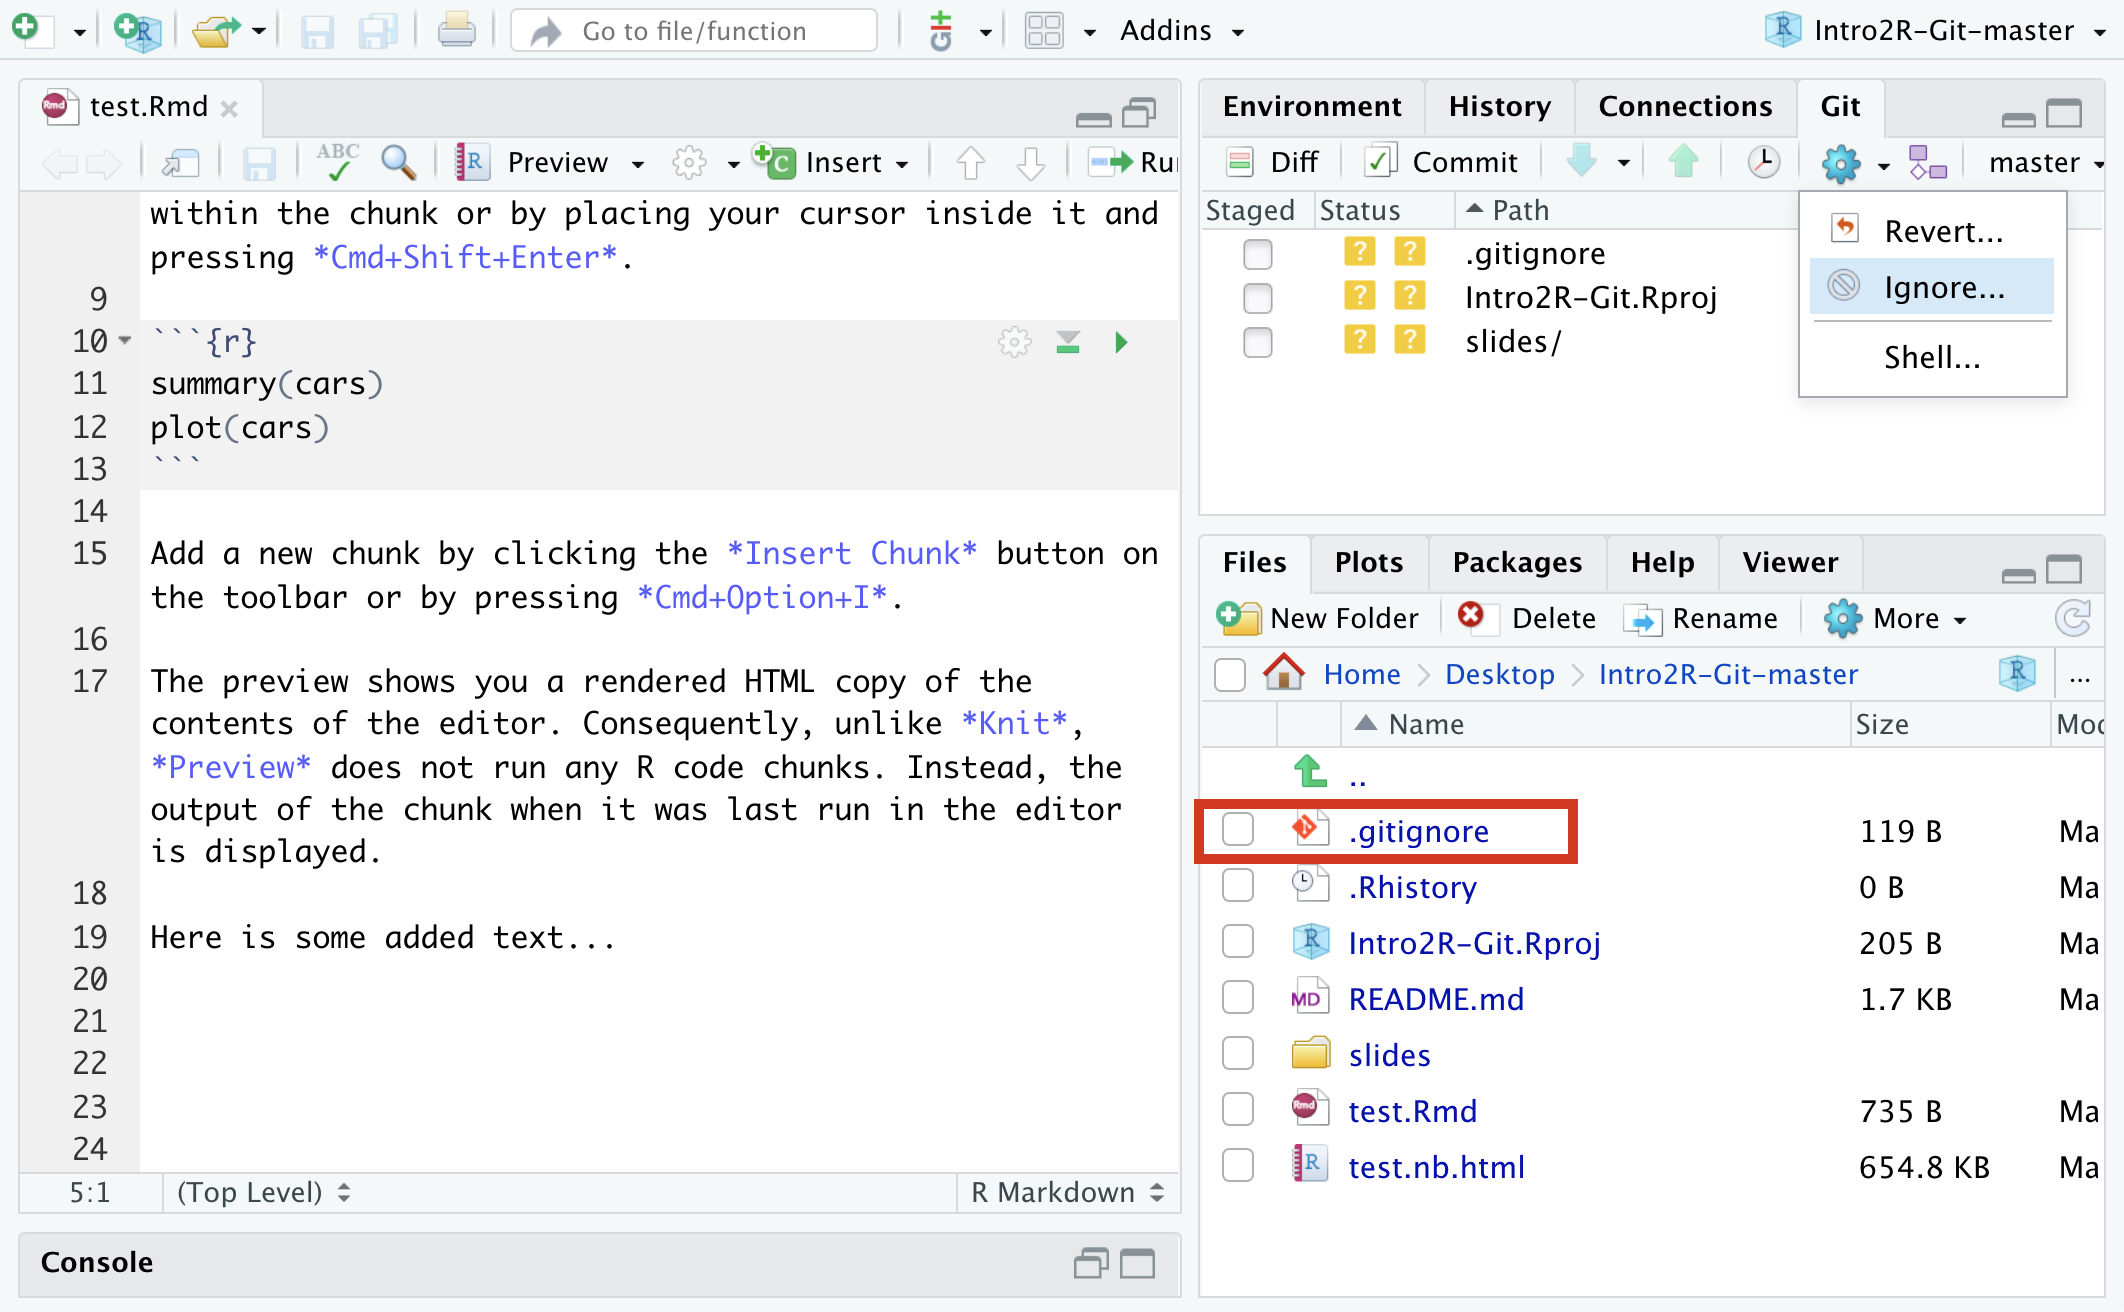 Go to file/function
Git
Addins
Intro2R-Git-master
Rmd
test.Rmd
ABC
R
Preview
C
Insert
within the chunk or by placing your cursor inside it and
pressing *Cmd+Shift+Enter*.
9
10 ```{r}
11 summary(cars)
12 plot(cars)
13 ```
14
15 Add a new chunk by clicking the *Insert Chunk* button on
the toolbar or by pressing *Cmd+Option+I*.
16
17 The preview shows you a rendered HTML copy of the
contents of the editor. Consequently, unlike *Knit*,
*Preview* does not run any R code chunks. Instead, the
output of the chunk when it was last run in the editor
is displayed.
18
19 Here is some added text...
20
21
22
23
24
5:1 (Top Level) R Markdown
Console
Environment History Connections Git
Diff Commit master
Staged Status Path
? ? .gitignore
? ? Intro2R-Git.Rproj
? ? slides/
Revert...
Ignore...
Shell...
Files Plots Packages Help Viewer
New Folder Delete Rename More
Home Desktop Intro2R-Git-master R ...
Name Size
..
.gitignore 119 B Ma
.Rhistory 0 B Ma
R Intro2R-Git.Rproj 205 B Ma
MD README.md 1.7 KB Ma
slides
Rmd test.Rmd 735 B Ma
R test.nb.html 654.8 KB Ma